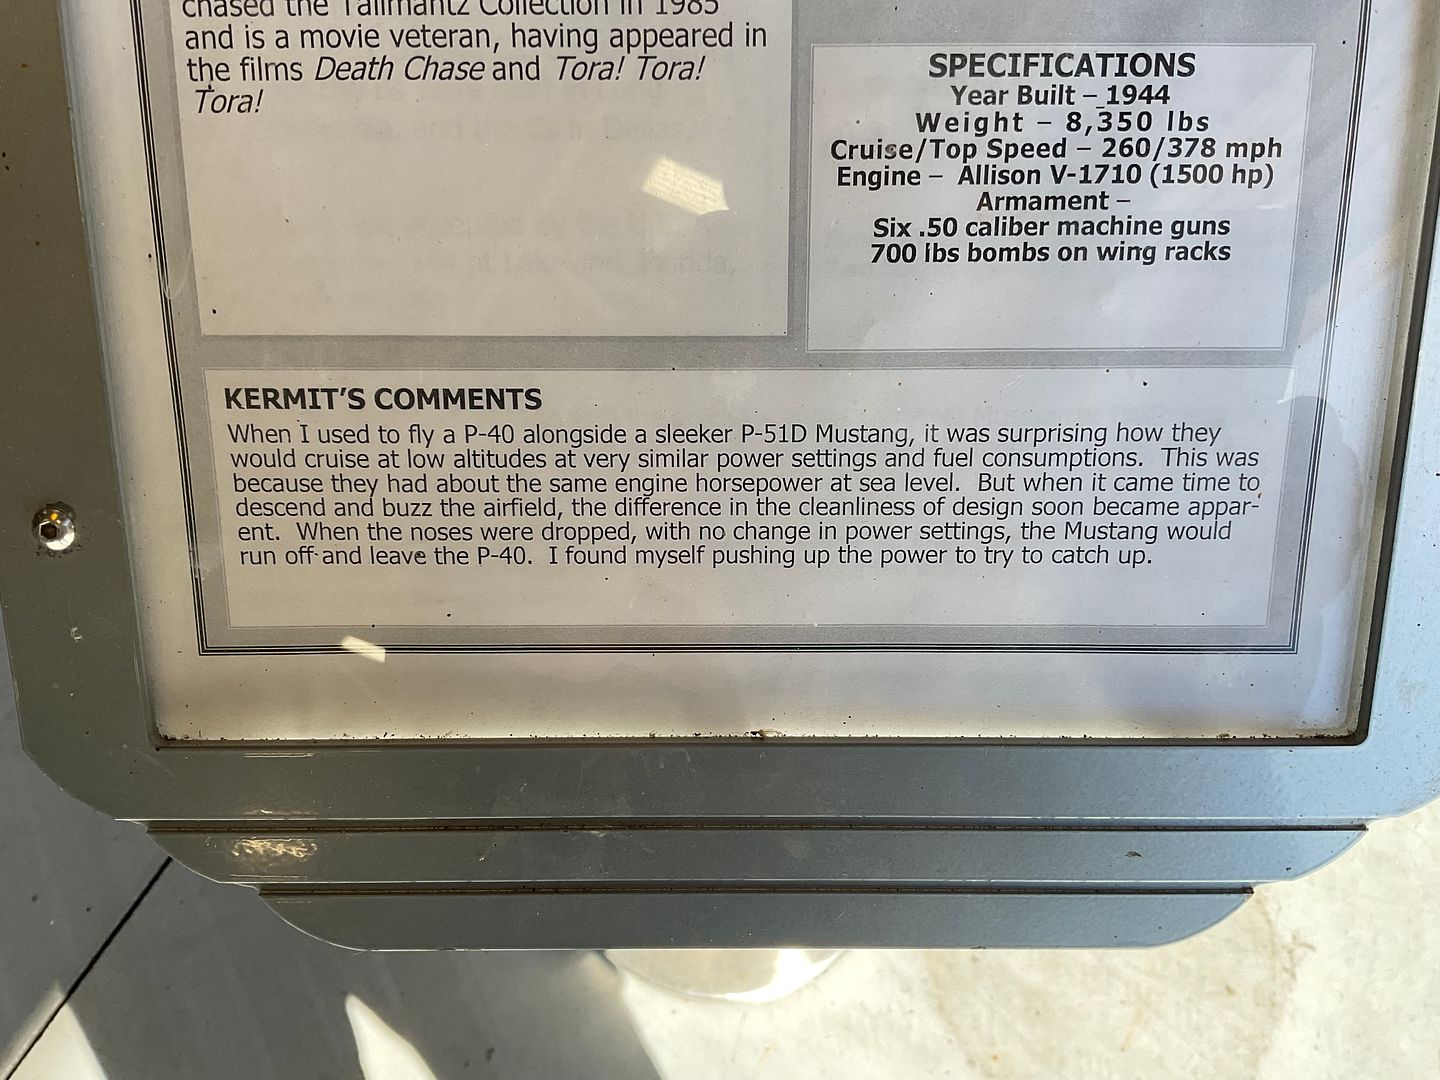 chased the Tallmantz Collection in 1985
and is a movie veteran, having appeared in
the films Death Chase and Tora! Tora!
Tora!
SPECIFICATIONS
Year Built – 1944
Weight – 8,350 lbs
Cruise/Top Speed – 260/378 mph
Engine – Allison V-1710 (1500 hp)
Armament –
Six .50 caliber machine guns
700 lbs bombs on wing racks
KERMIT'S COMMENTS
When I used to fly a P-40 alongside a sleeker P-51D Mustang, it was surprising how they
would cruise at low altitudes at very similar power settings and fuel consumptions. This was
because they had about the same engine horsepower at sea level. But when it came time to
descend and buzz the airfield, the difference in the cleanliness of design soon became appar-
ent. When the noses were dropped, with no change in power settings, the Mustang would
run off and leave the P-40. I found myself pushing up the power to try to catch up.